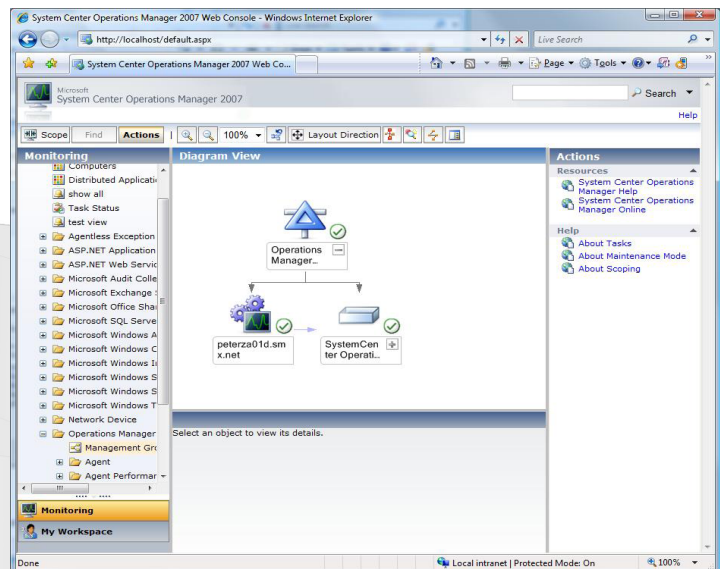 System Center Operations Manager 2007 Web Console - Windows Internet Explorer
http://localhost/default.aspx
Live Search
System Center Operations Manager 2007 Web Co...
Page
Tools
Microsoft
System Center Operations Manager 2007
Search
Help
Scope
Find
Actions
100%
Layout Direction
Monitoring
Computers
Distributed Applicati
show all
Task Status
test view
Agentless Exception
ASP.NET Application
ASP.NET Web Servic
Microsoft Audit Colle
Microsoft Exchange
Microsoft Office Shar
Microsoft SQL Serve
Microsoft Windows A
Microsoft Windows C
Microsoft Windows I
Microsoft Windows S
Microsoft Windows S
Microsoft Windows T
Network Device
Operations Manager
Management Gro
Agent
Agent Performar
Monitoring
My Workspace
Diagram View
Operations
Manager...
peterza01d.sm
x.net
SystemCen
ter Operati...
Select an object to view its details.
Actions
Resources
System Center Operations
Manager Help
System Center Operations
Manager Online
Help
About Tasks
About Maintenance Mode
About Scoping
Done
Local intranet | Protected Mode: On
100%